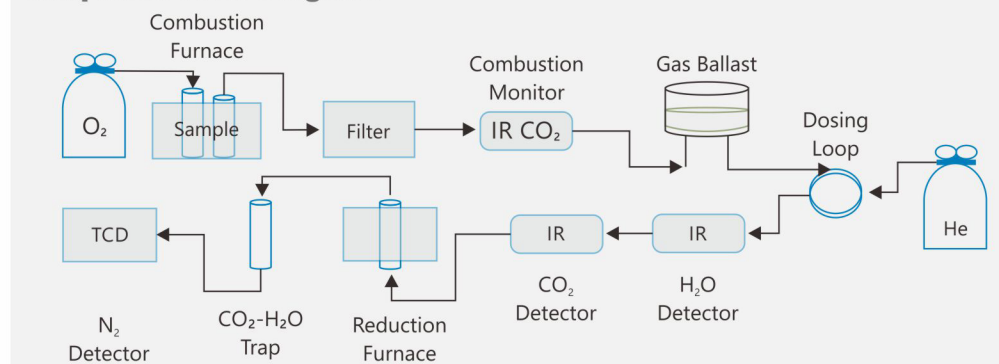 Combustion
Furnace
O₂
Sample
Filter
Combustion
Monitor
IR CO₂
Gas Ballast
Dosing
Loop
He
TCD
IR
IR
N₂
Detector
CO₂-H₂O
Trap
Reduction
Furnace
CO₂
Detector
H₂O
Detector